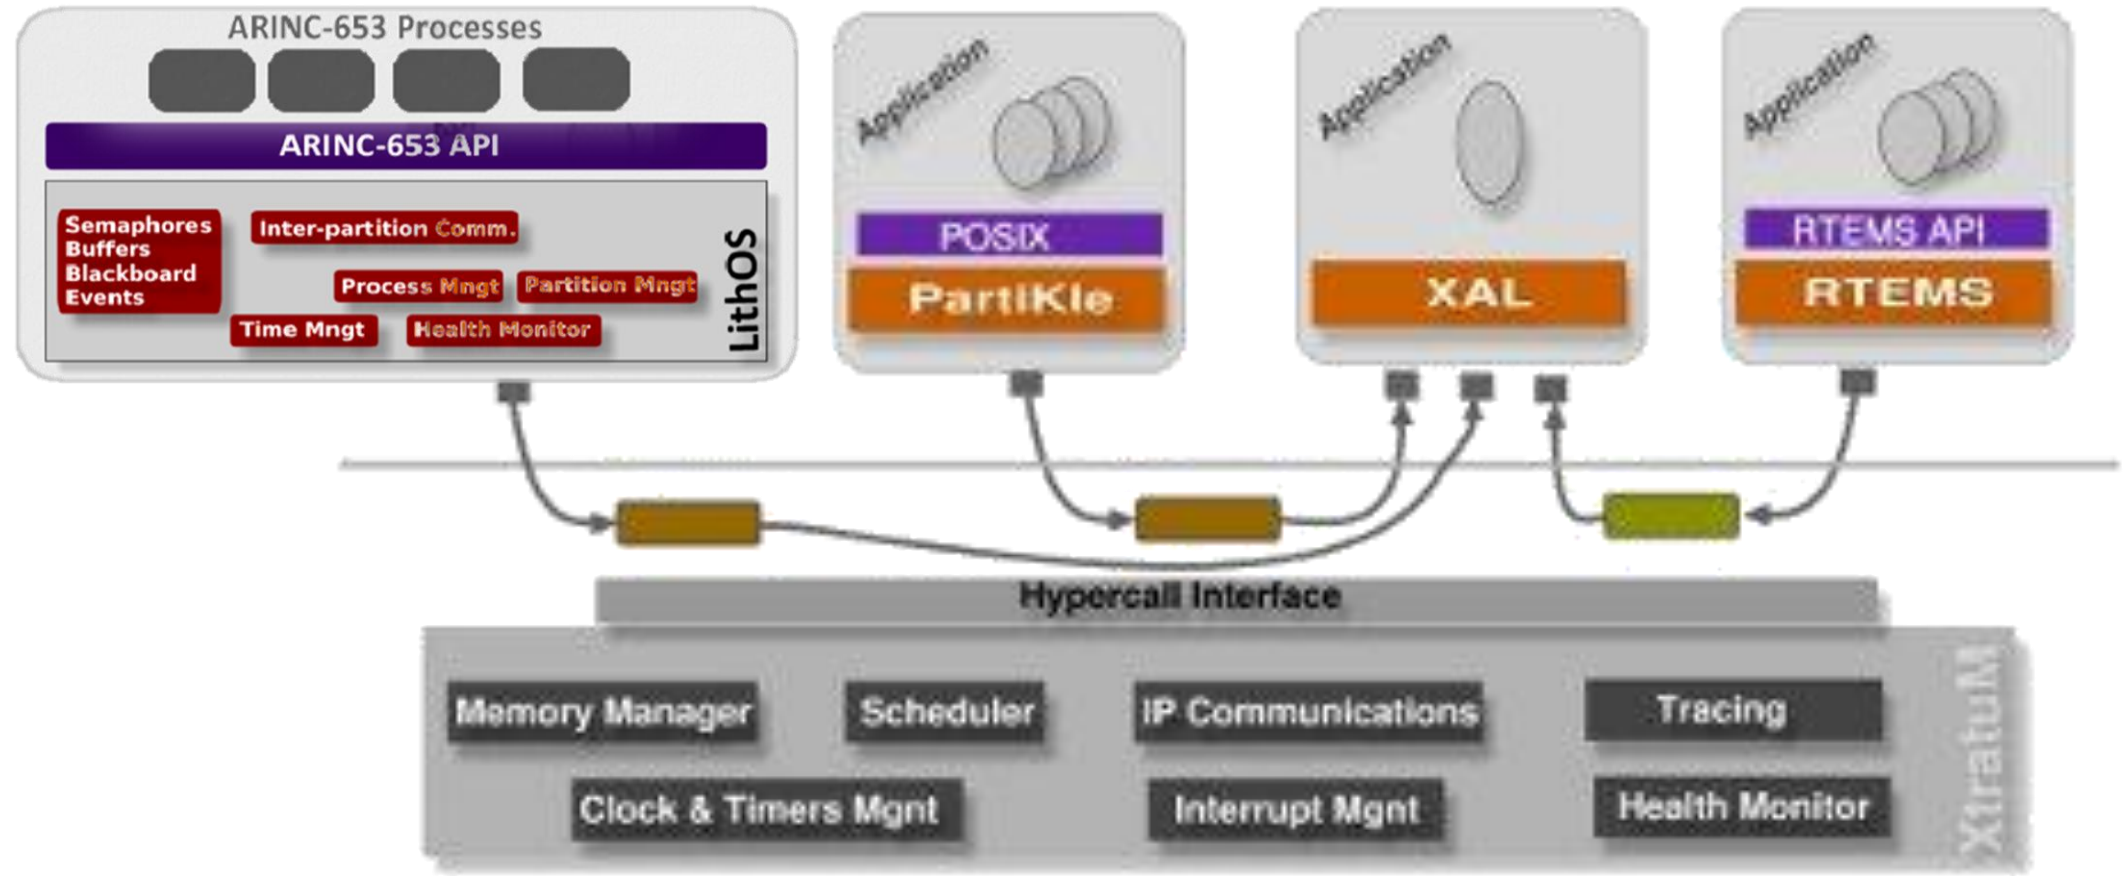 ARINC-653 Processes
ARINC-653 API
Semaphores
Buffers
Blackboard
Events
Inter-partition Comm.
Process Mngt
Partition Mngt
Time Mngt
Health Monitor
LithOS
Application
POSIX
PartiKle
Application
XAL
Application
RTEMS API
RTEMS
Hypercall Interface
Memory Manager
Scheduler
IP Communications
Tracing
Clock & Timers Mgnt
Interrupt Mgnt
Health Monitor
XtratuM